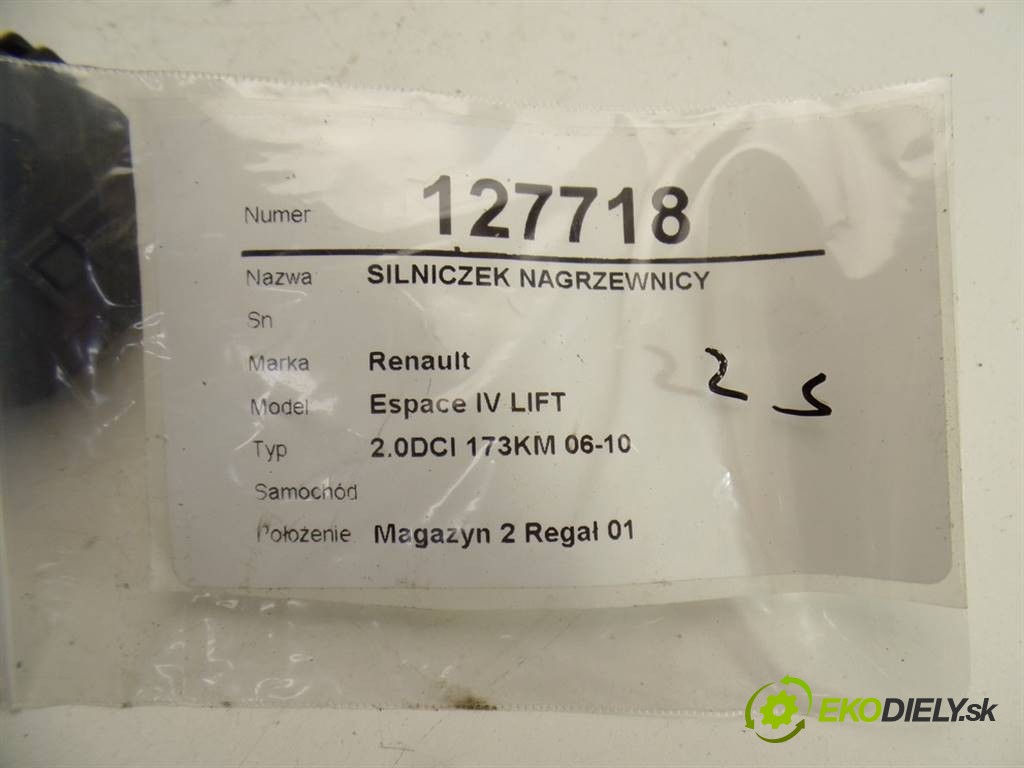 Numer 127718
Nazwa SILNICZEK NAGRZEWNICY
Sn
Marka Renault
Model Espace IV LIFT
Typ 2.0DCI 173KM 06-10
Samochód
Położenie Magazyn 2 Regał 01
2 S
EKODIELY.sk